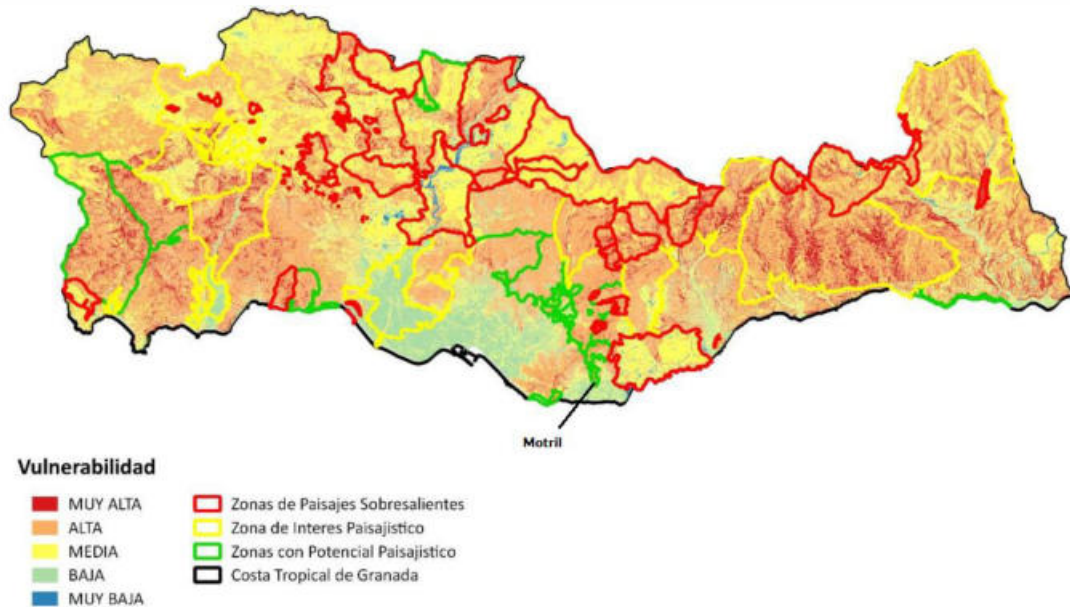 Motril
Vulnerabilidad
MUY ALTA
ALTA
MEDIA
BAJA
MUY BAJA
Zonas de Paisajes Sobresalientes
Zona de Interes Paisajistico
Zonas con Potencial Paisajistico
Costa Tropical de Granada